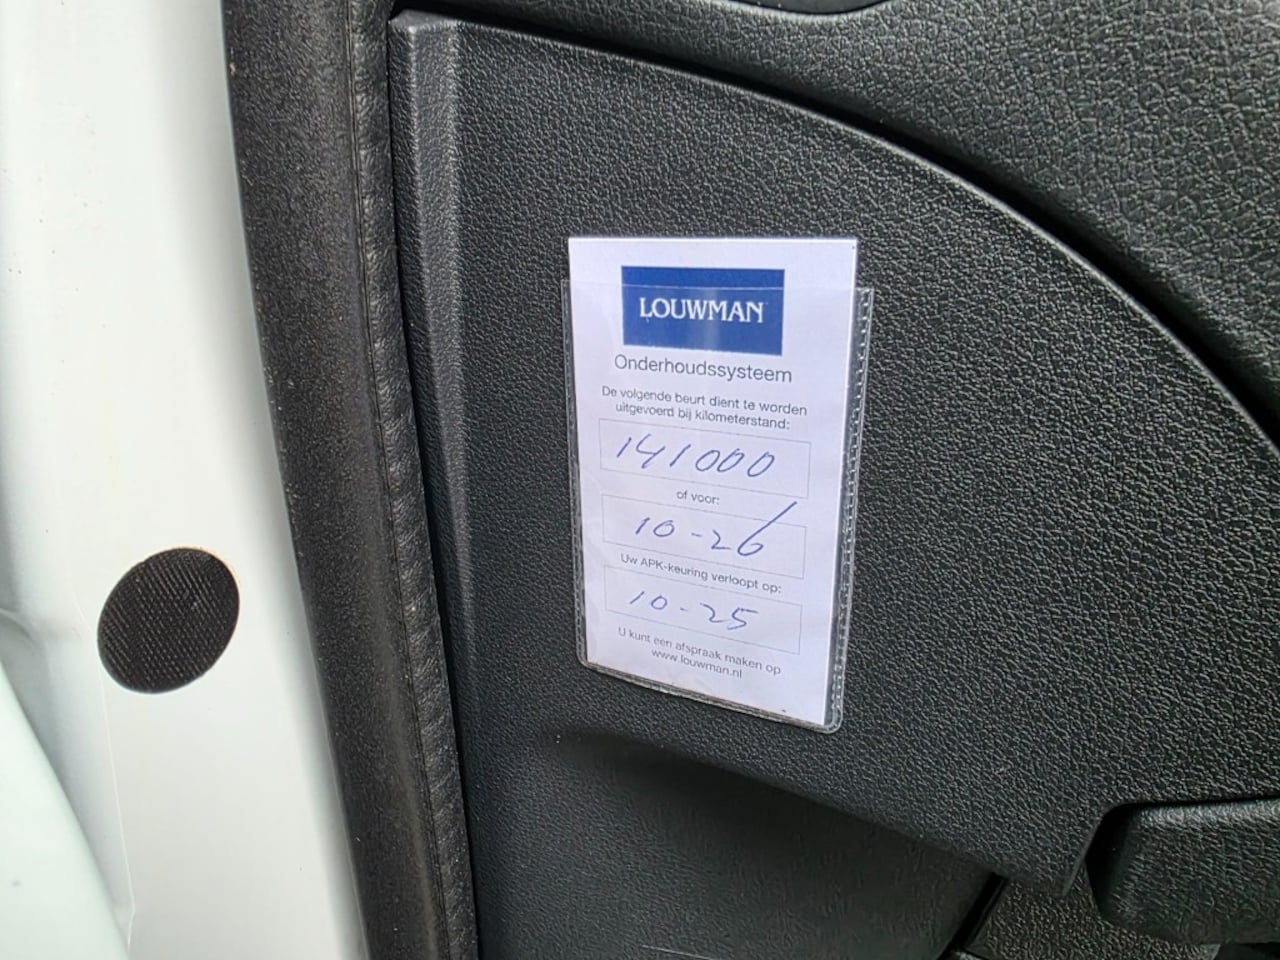 LOUWMAN
Onderhoudssysteem
De volgende beurt dient te worden
uitgevoerd bij kilometerstand:
141000
of voor:
10-26
Uw APK-keuring verloopt op:
10-25
U kunt een afspraak maken op
www.louwman.nl